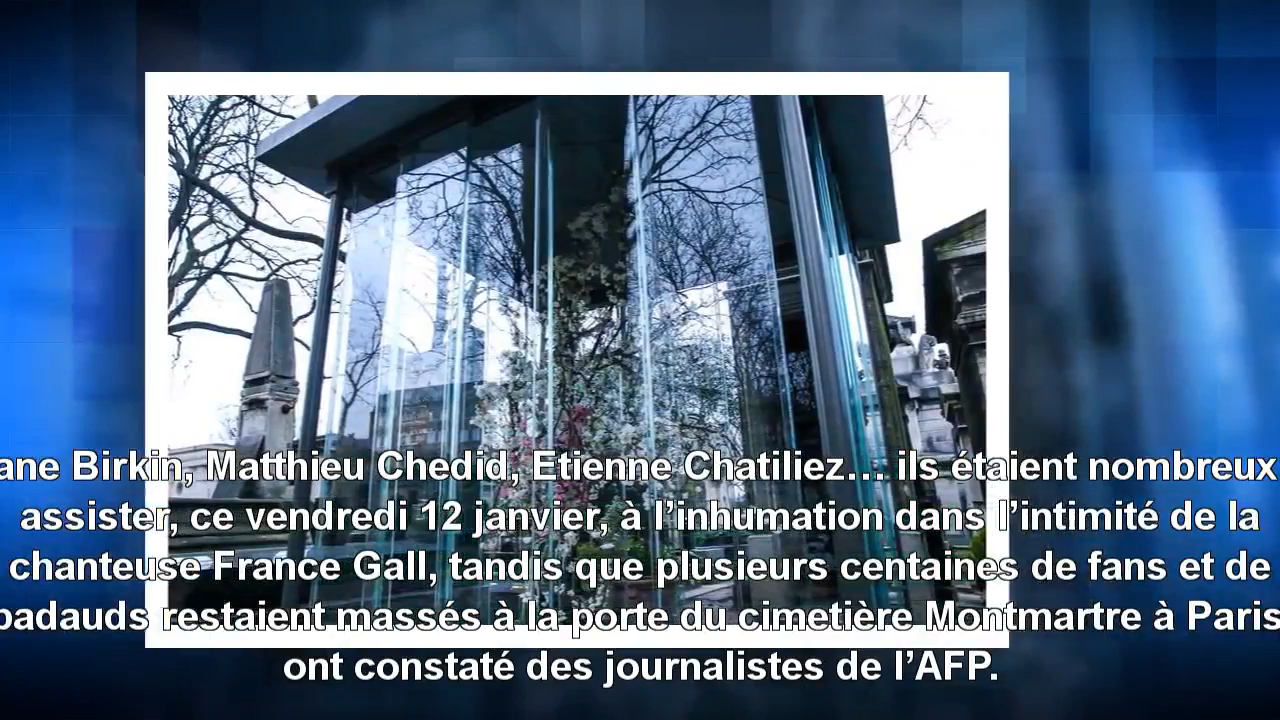 ane Birkin, Matthieu Chedid, Etienne Chatiliez… ils étaient nombreux
assister, ce vendredi 12 janvier, à l’inhumation dans l’intimité de la
chanteuse France Gall, tandis que plusieurs centaines de fans et de
badauds restaient massés à la porte du cimetière Montmartre à Paris
ont constaté des journalistes de l’AFP.